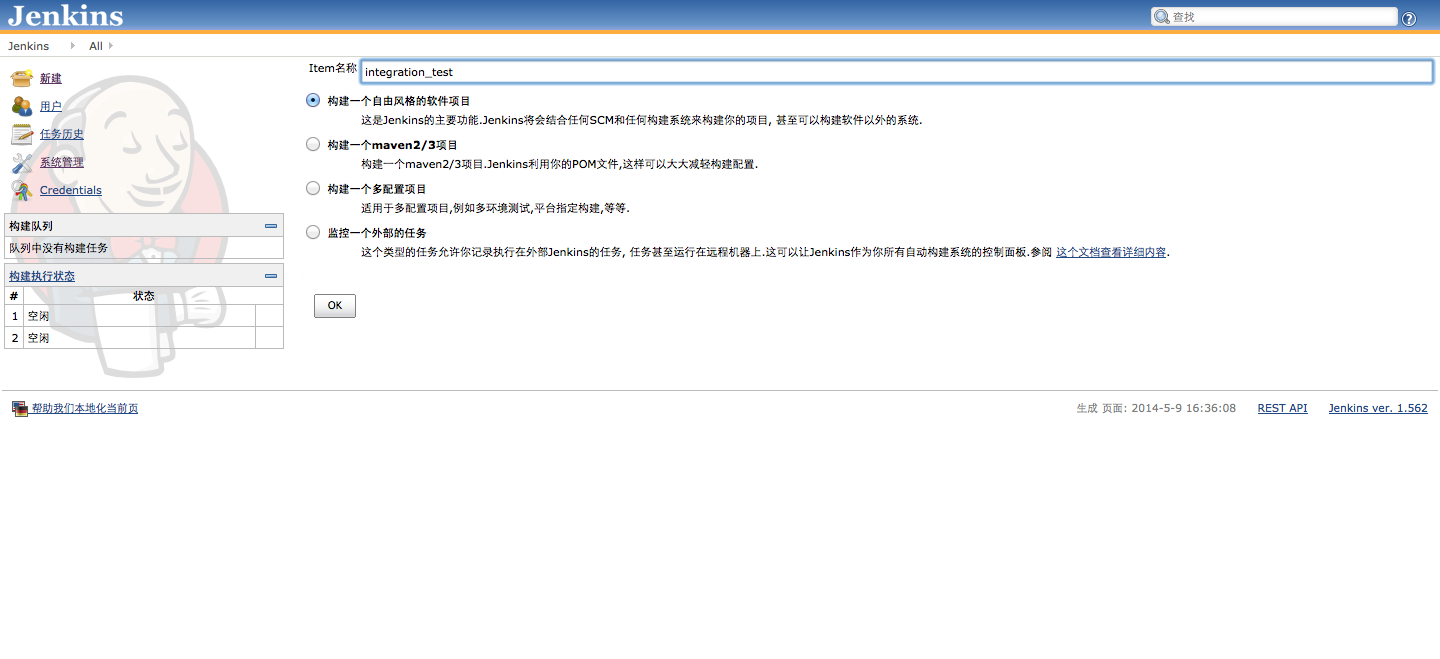 Jenkins
查找
Jenkins
All
新建
用户
任务历史
系统管理
Credentials
构建队列
队列中没有构建任务
构建执行状态
# 状态
1 空闲
2 空闲
Item名称 integration_test
构建一个自由风格的软件项目
这是Jenkins的主要功能.Jenkins将会结合任何SCM和任何构建系统来构建你的项目, 甚至可以构建软件以外的系统.
构建一个maven2/3项目
构建一个maven2/3项目.Jenkins利用你的POM文件,这样可以大大减轻构建配置.
构建一个多配置项目
适用于多配置项目,例如多环境测试,平台指定构建,等等.
监控一个外部的任务
这个类型的任务允许你记录执行在外部Jenkins的任务, 任务甚至运行在远程机器上.这可以让Jenkins作为你所有自动构建系统的控制面板.参阅 这个文档查看详细内容.
OK
帮助我们本地化当前页
生成 页面: 2014-5-9 16:36:08 REST API Jenkins ver. 1.562